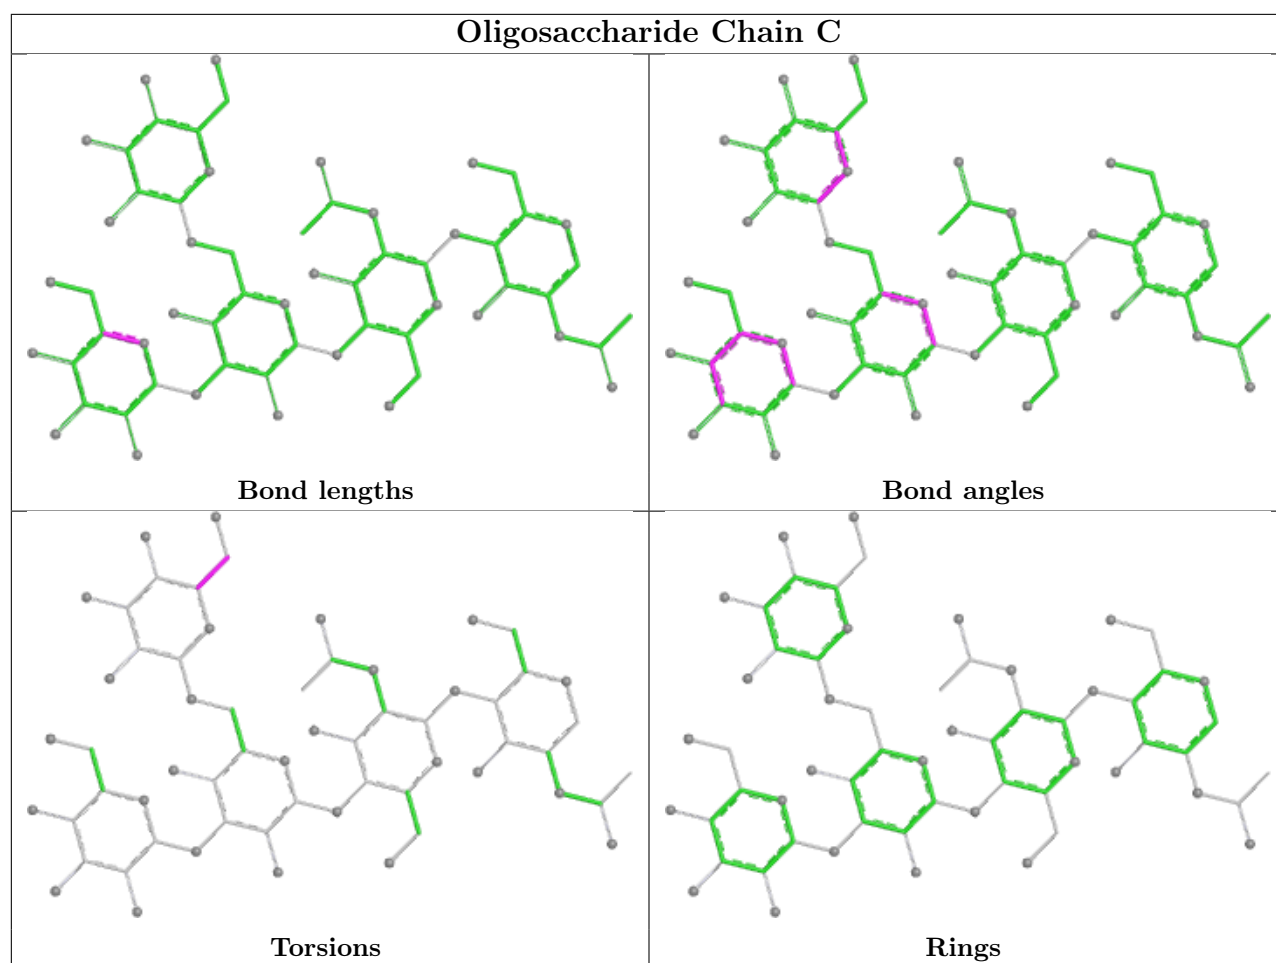 Oligosaccharide Chain C
Bond lengths
Bond angles
Torsions
Rings